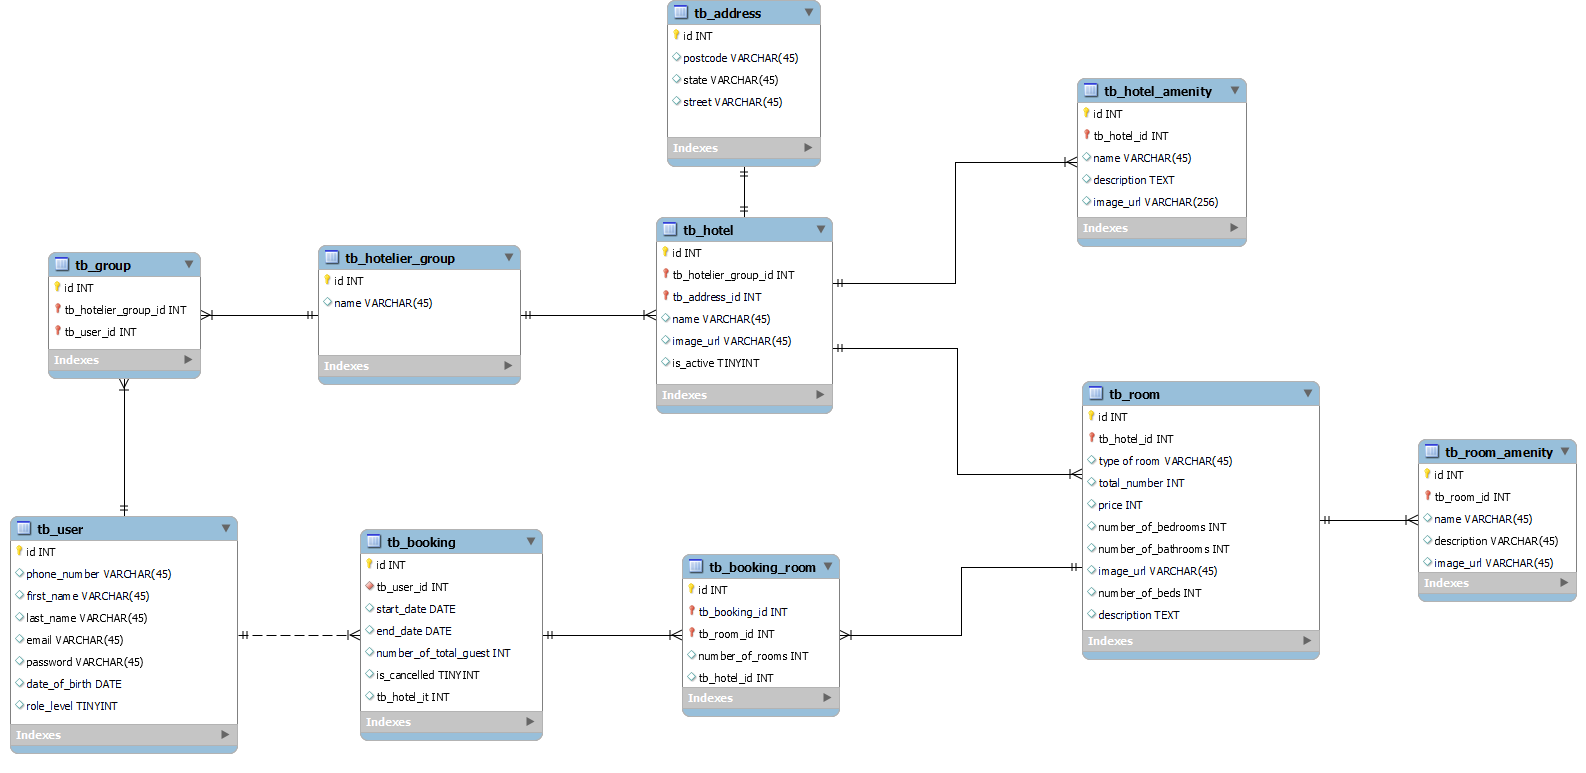 tb_address
id INT
postcode VARCHAR(45)
state VARCHAR(45)
street VARCHAR(45)
Indexes
tb_hotel_amenity
id INT
tb_hotel_id INT
name VARCHAR(45)
description TEXT
image_url VARCHAR(256)
Indexes
tb_group
id INT
tb_hotelier_group_id INT
tb_user_id INT
Indexes
tb_hotelier_group
id INT
name VARCHAR(45)
Indexes
tb_hotel
id INT
tb_hotelier_group_id INT
tb_address_id INT
name VARCHAR(45)
image_url VARCHAR(45)
is_active TINYINT
Indexes
tb_room
id INT
tb_hotel_id INT
type of room VARCHAR(45)
total_number INT
price INT
number_of_bedrooms INT
number_of_bathrooms INT
image_url VARCHAR(45)
number_of_beds INT
description TEXT
Indexes
tb_room_amenity
id INT
tb_room_id INT
name VARCHAR(45)
description VARCHAR(45)
image_url VARCHAR(45)
Indexes
tb_user
id INT
phone_number VARCHAR(45)
first_name VARCHAR(45)
last_name VARCHAR(45)
email VARCHAR(45)
password VARCHAR(45)
date_of_birth DATE
role_level TINYINT
Indexes
tb_booking
id INT
tb_user_id INT
start_date DATE
end_date DATE
number_of_total_guest INT
is_cancelled TINYINT
tb_hotel_it INT
Indexes
tb_booking_room
id INT
tb_booking_id INT
tb_room_id INT
number_of_rooms INT
tb_hotel_id INT
Indexes